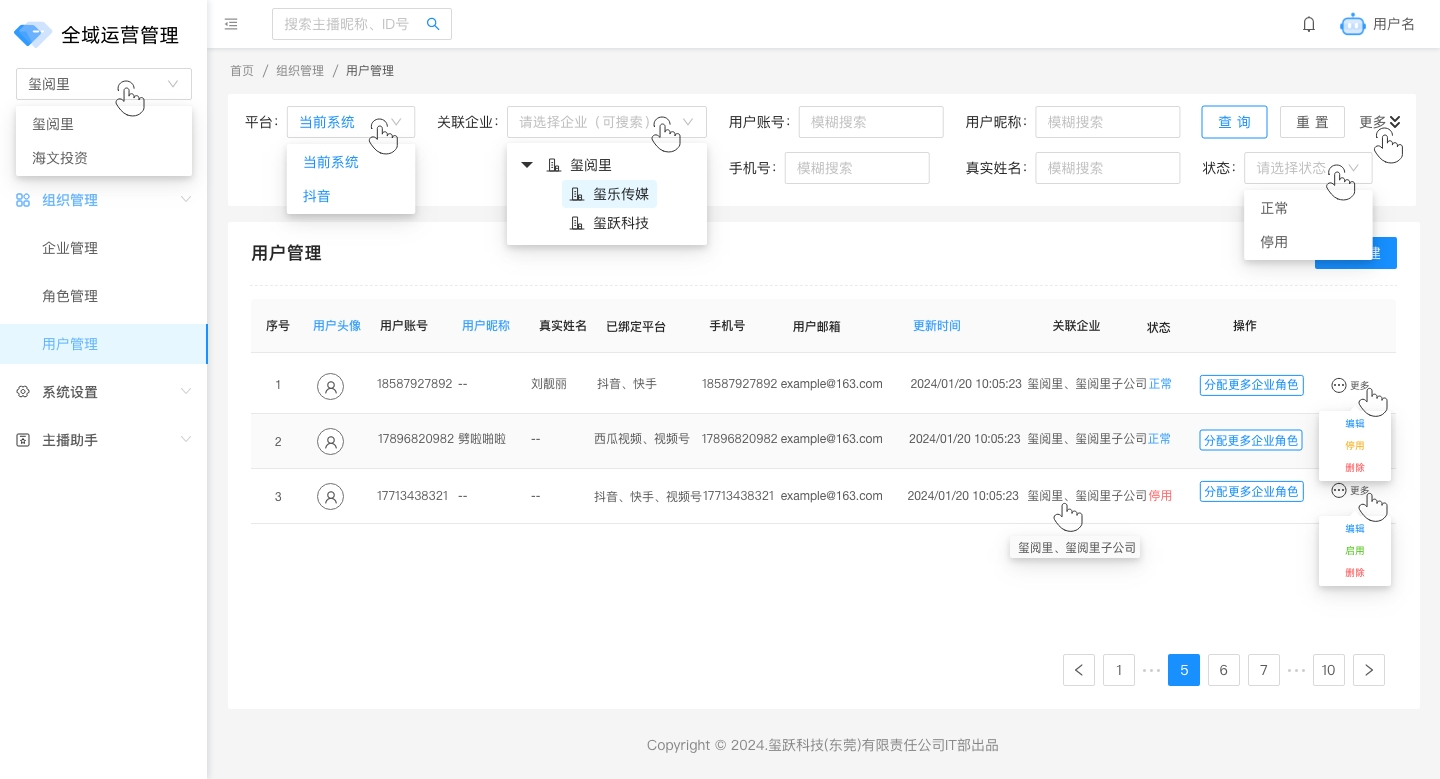 全域运营管理
搜索主播昵称、ID号
用户名
玺阅里
玺阅里
海文投资
组织管理
企业管理
角色管理
用户管理
系统设置
主播助手
首页 / 组织管理 / 用户管理
平台： 当前系统
当前系统
抖音
关联企业： 请选择企业（可搜索）
玺阅里
玺乐传媒
玺跃科技
用户账号： 模糊搜索
用户昵称： 模糊搜索
查 询
重 置
更多
手机号： 模糊搜索
真实姓名： 模糊搜索
状态： 请选择状态
正常
停用
用户管理
建
序号 用户头像 用户账号 用户昵称 真实姓名 已绑定平台 手机号 用户邮箱 更新时间 关联企业 状态 操作
1 18587927892 -- 刘靓丽 抖音、快手 18587927892 example@163.com 2024/01/20 10:05:23 玺阅里、玺阅里子公司 正常 分配更多企业角色 更多
2 17896820982 劈啦啪啦 -- 西瓜视频、视频号 17896820982 example@163.com 2024/01/20 10:05:23 玺阅里、玺阅里子公司 正常 分配更多企业角色
编辑
停用
删除
3 17713438321 -- -- 抖音、快手、视频号 17713438321 example@163.com 2024/01/20 10:05:23 玺阅里、玺阅里子公司 停用 分配更多企业角色 更多
玺阅里、玺阅里子公司
编辑
启用
删除
< 1 ••• 5 6 7 ••• 10 >
Copyright © 2024.玺跃科技(东莞)有限责任公司IT部出品